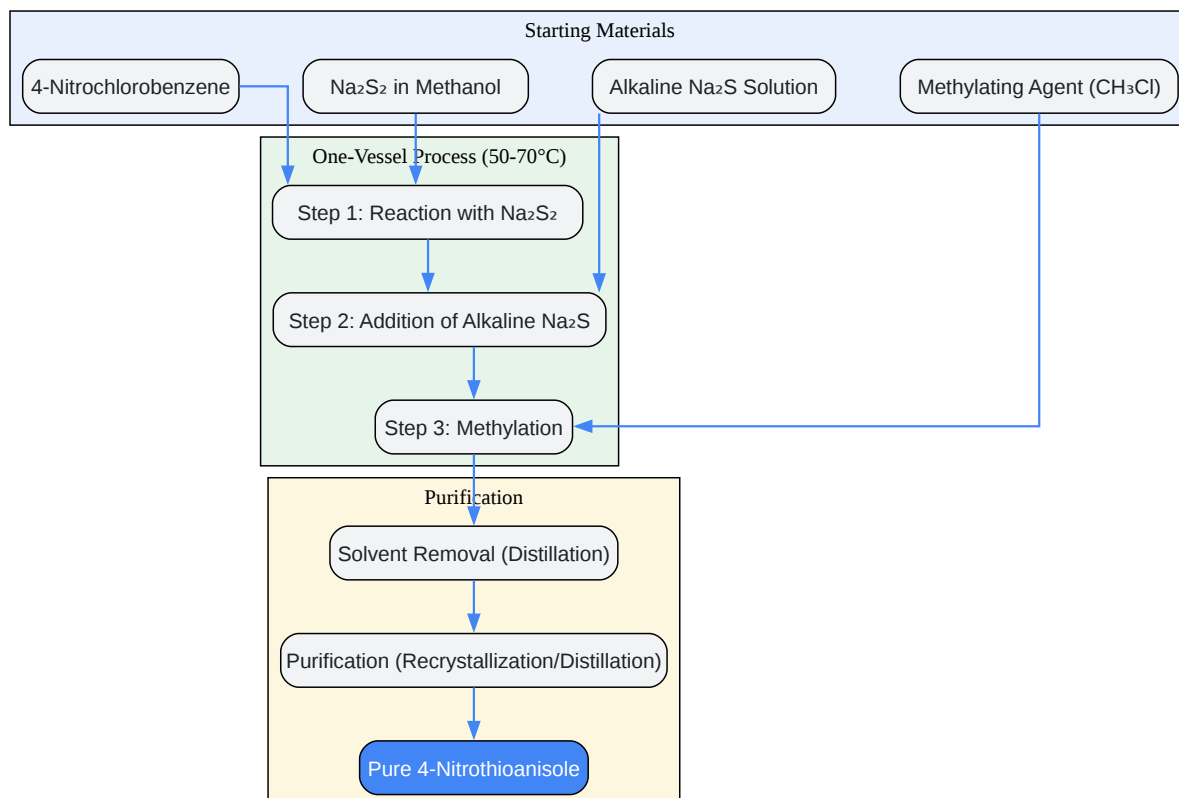 Starting Materials
4-Nitrochlorobenzene
Na₂S₂ in Methanol
Alkaline Na₂S Solution
Methylating Agent (CH₃Cl)
One-Vessel Process (50-70°C)
Step 1: Reaction with Na₂S₂
Step 2: Addition of Alkaline Na₂S
Step 3: Methylation
Purification
Solvent Removal (Distillation)
Purification (Recrystallization/Distillation)
Pure 4-Nitrothioanisole